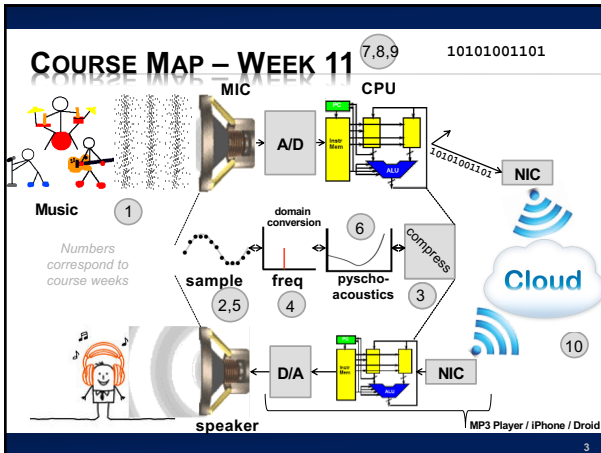 COURSE MAP – WEEK 11
7,8,9
10101001101
MIC
CPU
A/D
PC
Instr
Mem
ALU
10101001101
NIC
Music
1
Numbers
correspond to
course weeks
domain
conversion
6
compress
sample
freq
pyscho-
acoustics
2,5
4
3
Cloud
10
D/A
PC
Instr
Mem
ALU
NIC
speaker
MP3 Player / iPhone / Droid
3